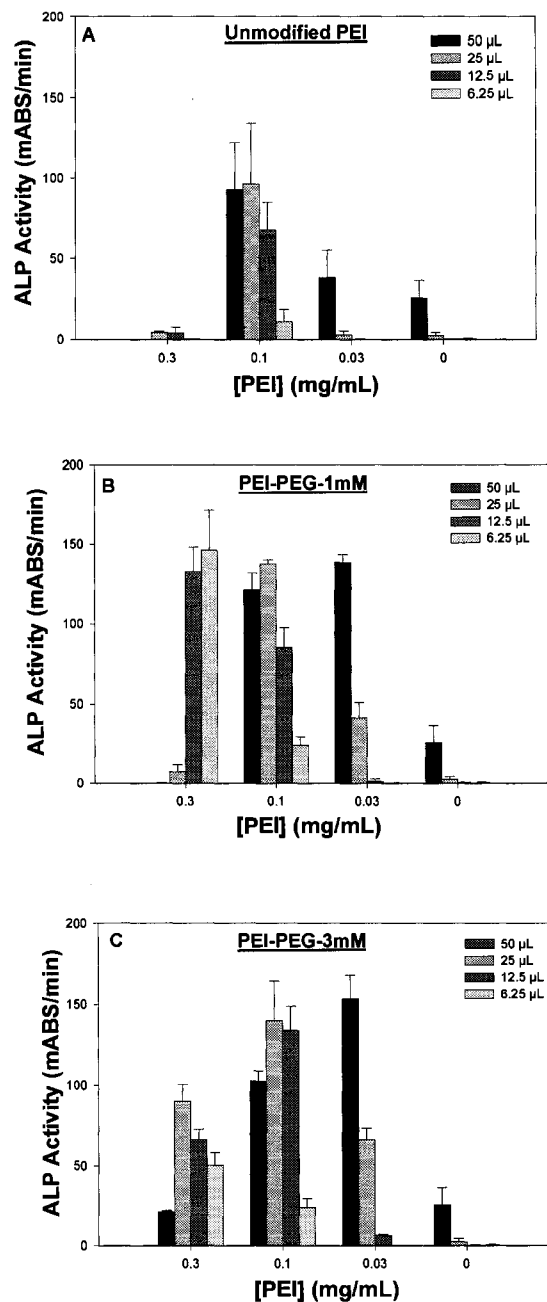 A
Unmodified PEI
50 µL
25 µL
12.5 µL
6.25 µL
ALP Activity (mABS/min)
200
150
100
50
0
0.3
0.1
0.03
0
[PEI] (mg/mL)
B
PEI-PEG-1mM
50 µL
25 µL
12.5 µL
6.25 µL
ALP Activity (mABS/min)
200
150
100
50
0
0.3
0.1
0.03
0
[PEI] (mg/mL)
C
PEI-PEG-3mM
50 µL
25 µL
12.5 µL
6.25 µL
ALP Activity (mABS/min)
200
150
100
50
0
0.3
0.1
0.03
0
[PEI] (mg/mL)